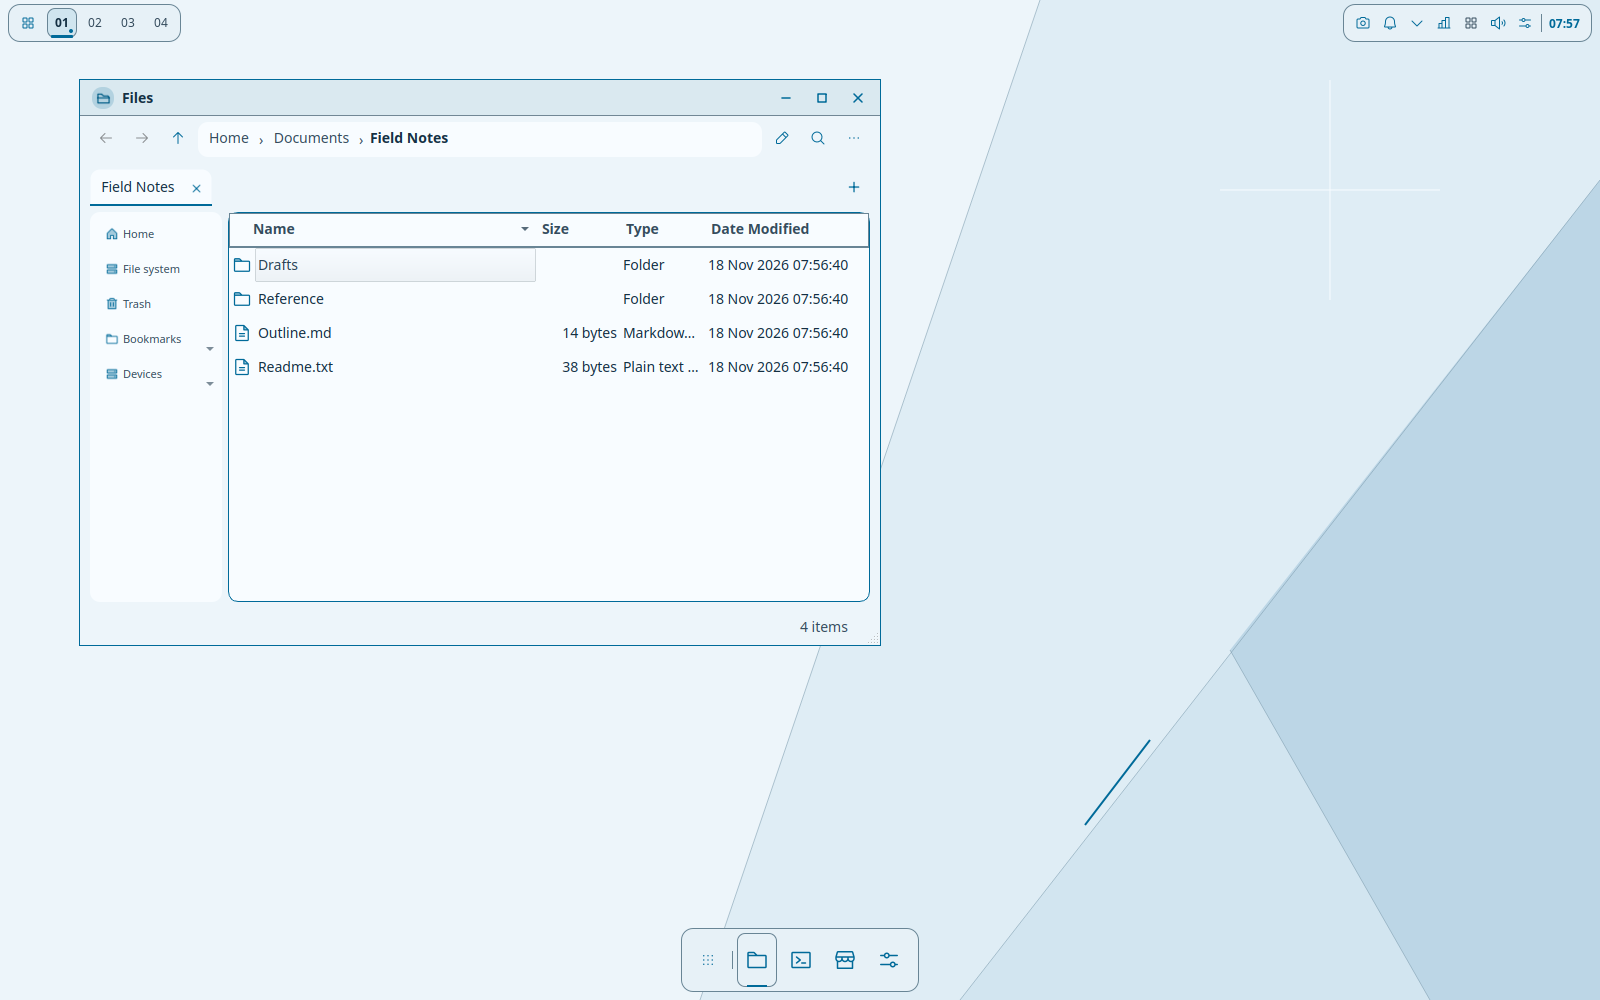 01 02 03 04
07:57
Files
Home › Documents › Field Notes
Field Notes
Home
File system
Trash
Bookmarks
Devices
Name Size Type Date Modified
Drafts Folder 18 Nov 2026 07:56:40
Reference Folder 18 Nov 2026 07:56:40
Outline.md 14 bytes Markdow... 18 Nov 2026 07:56:40
Readme.txt 38 bytes Plain text ... 18 Nov 2026 07:56:40
4 items